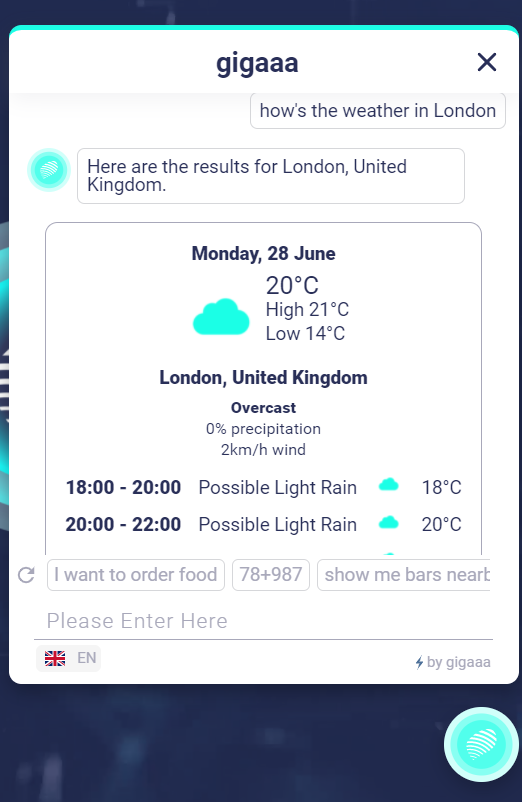 gigaaa
how's the weather in London
Here are the results for London, United
Kingdom.
Monday, 28 June
20°C
High 21°C
Low 14°C
London, United Kingdom
Overcast
0% precipitation
2km/h wind
18:00 - 20:00 Possible Light Rain 18°C
20:00 - 22:00 Possible Light Rain 20°C
I want to order food 78+987 show me bars nearb
Please Enter Here
EN
by gigaaa